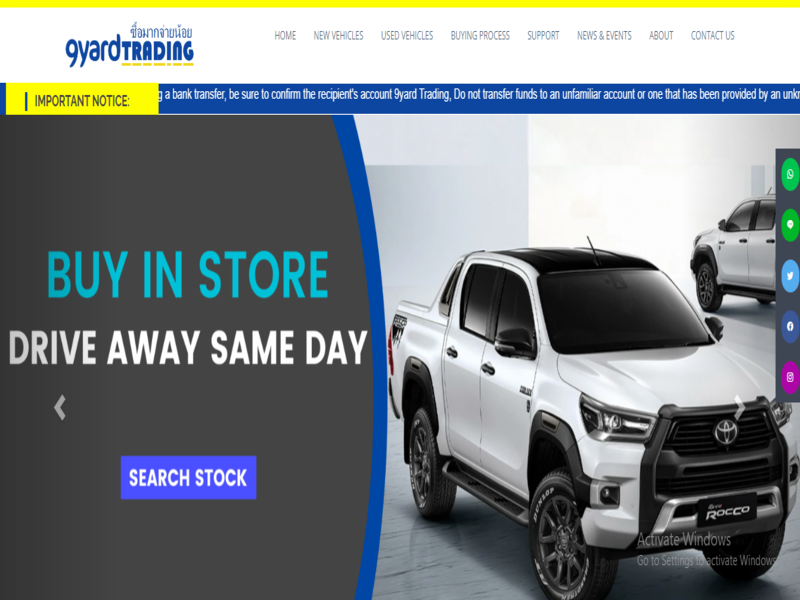 ซื้อมากจ่ายน้อย
9yardTRADING
HOME NEW VEHICLES USED VEHICLES BUYING PROCESS SUPPORT NEWS & EVENTS ABOUT CONTACT US
IMPORTANT NOTICE:
g a bank transfer, be sure to confirm the recipient's account 9yard Trading, Do not transfer funds to an unfamiliar account or one that has been provided by an unkn
BUY IN STORE
DRIVE AWAY SAME DAY
SEARCH STOCK
ROCCO
DUNLOP
Activate Windows
Go to Settings to activate Windows